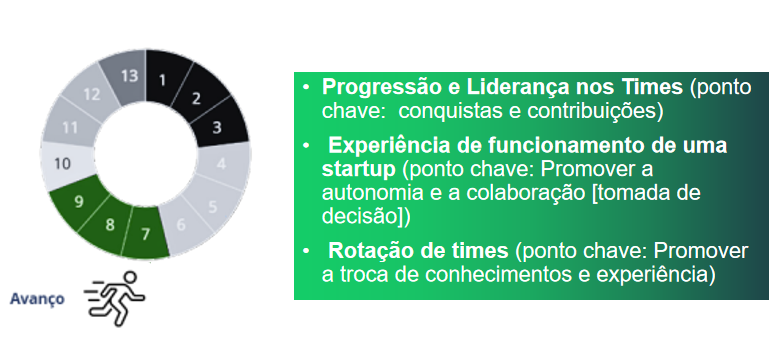 13
1
12
2
11
3
10
4
9
5
8
7
6
Avanço
• Progressão e Liderança nos Times (ponto
chave: conquistas e contribuições)
• Experiência de funcionamento de uma
startup (ponto chave: Promover a
autonomia e a colaboração [tomada de
decisão])
• Rotação de times (ponto chave: Promover
a troca de conhecimentos e experiência)